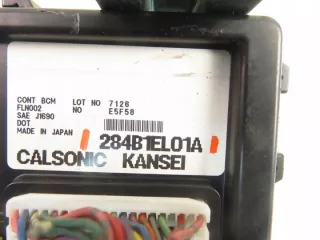 CONT BCM LOT NO 7126
FLN002 NO E5F58
SAE J1690
DOT
MADE IN JAPAN
284B1EL01A
CALSONIC KANSEI